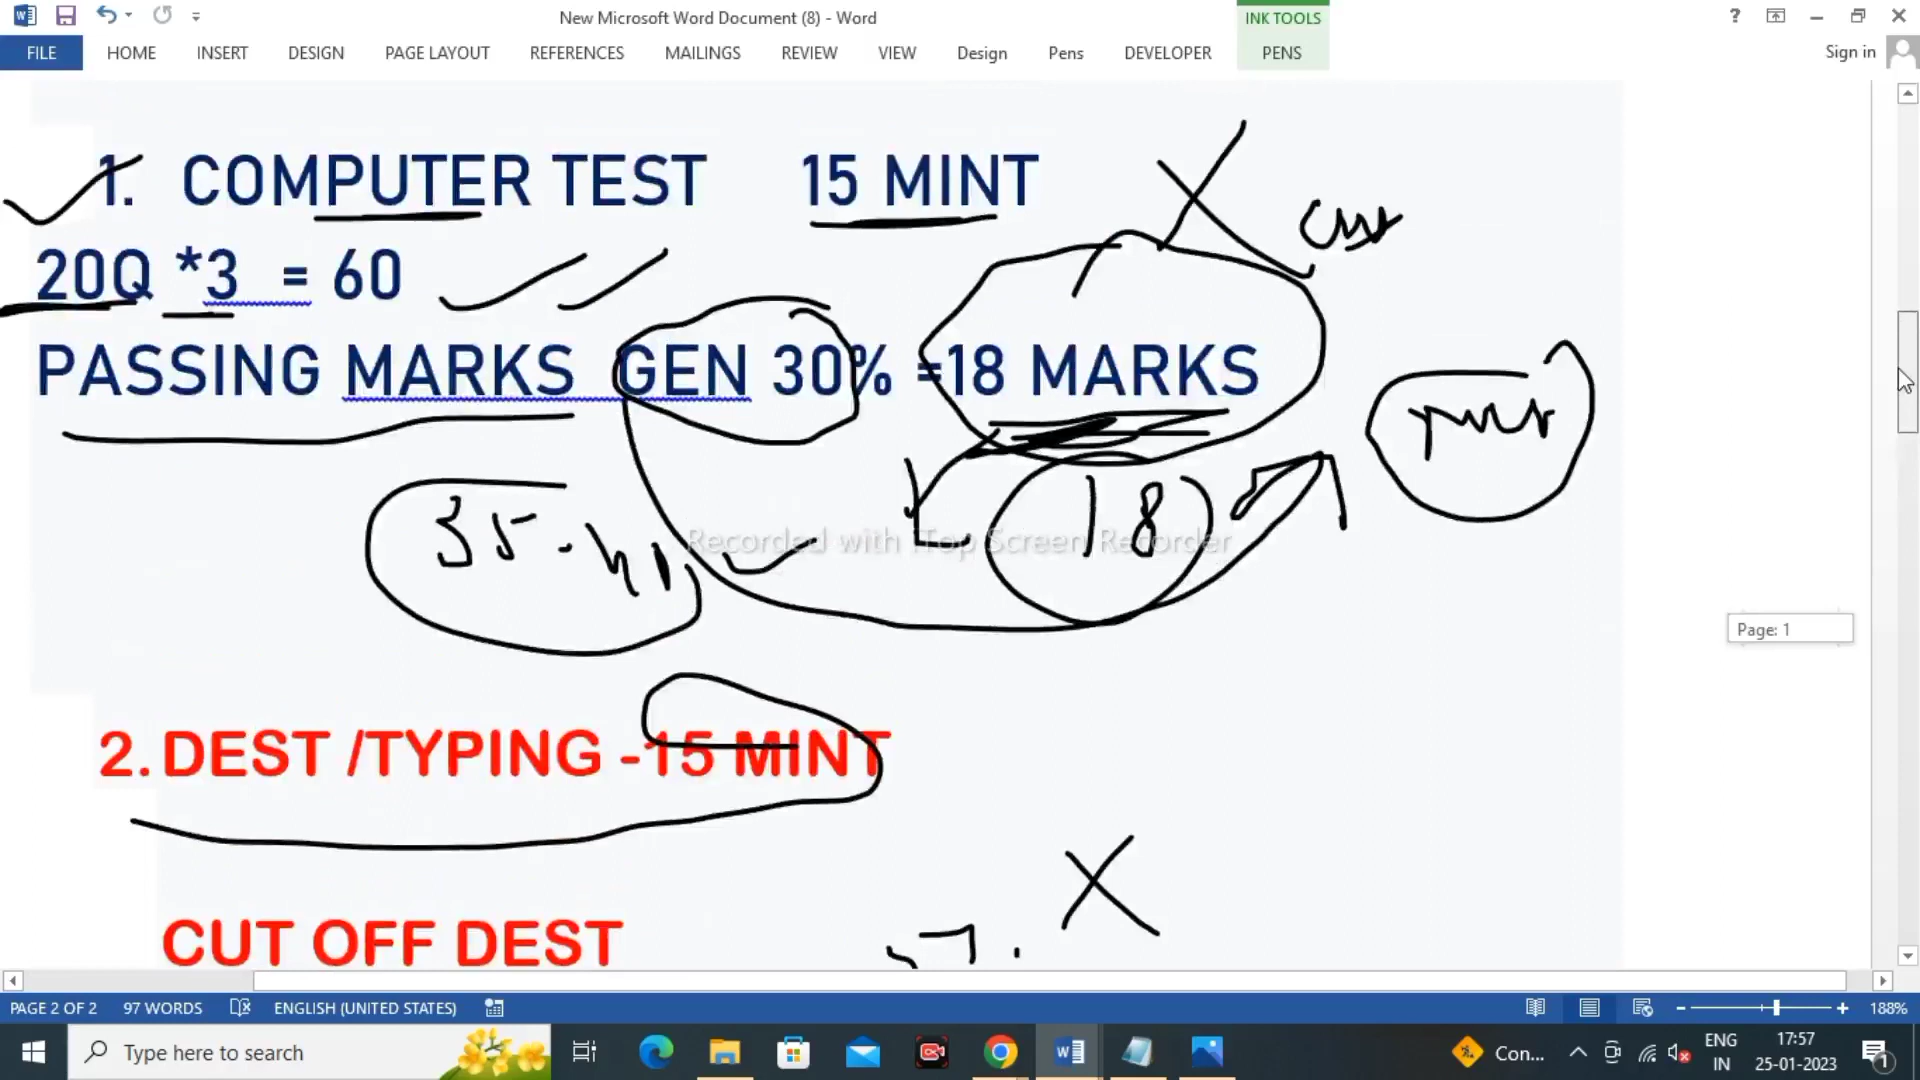 New Microsoft Word Document (8) - Word
INK TOOLS
FILE HOME INSERT DESIGN PAGE LAYOUT REFERENCES MAILINGS REVIEW VIEW Design Pens DEVELOPER PENS
Sign in
1. COMPUTER TEST 15 MINT
20Q *3 = 60
PASSING MARKS GEN 30% =18 MARKS
35-
18
Recorded with iTop Screen Recorder
Page: 1
2. DEST /TYPING -15 MINT
CUT OFF DEST
PAGE 2 OF 2 97 WORDS ENGLISH (UNITED STATES) 188%
Type here to search
Con...
ENG
IN
17:57
25-01-2023
1